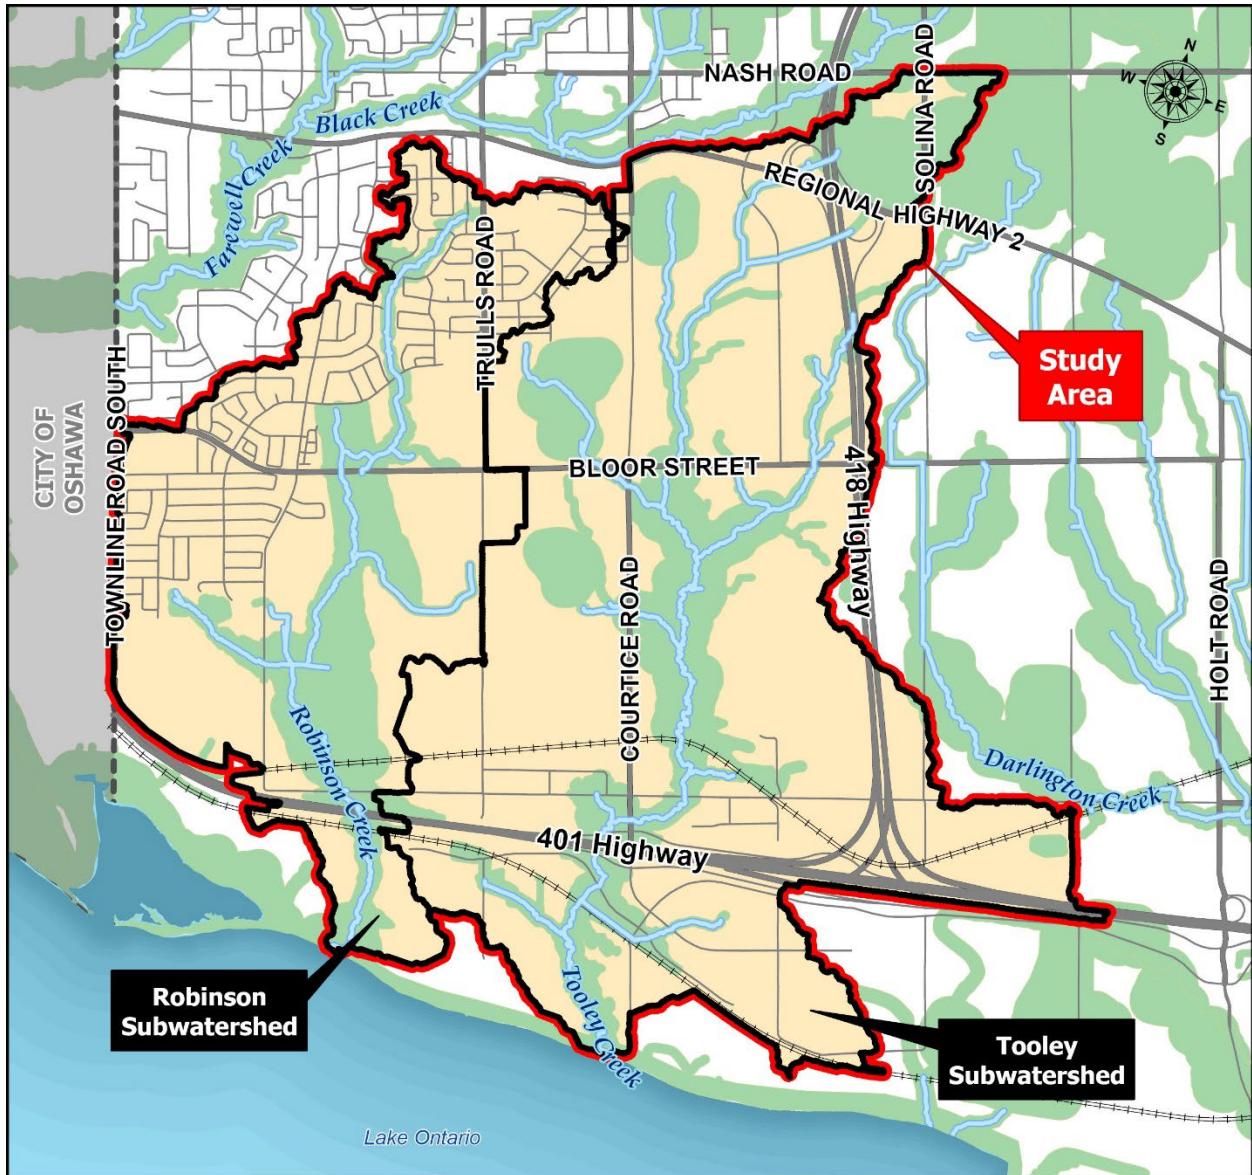 NASH ROAD
N
W
E
S
Black Creek
SOLINA ROAD
Farewell Creek
REGIONAL HIGHWAY 2
TRULLS ROAD
Study
Area
TOWNLINE ROAD SOUTH
CITY OF
OSHAWA
BLOOR STREET
418 Highway
COURTICE ROAD
HOLT ROAD
Robinson Creek
Darlington Creek
401 Highway
Robinson
Subwatershed
Tooley Creek
Tooley
Subwatershed
Lake Ontario